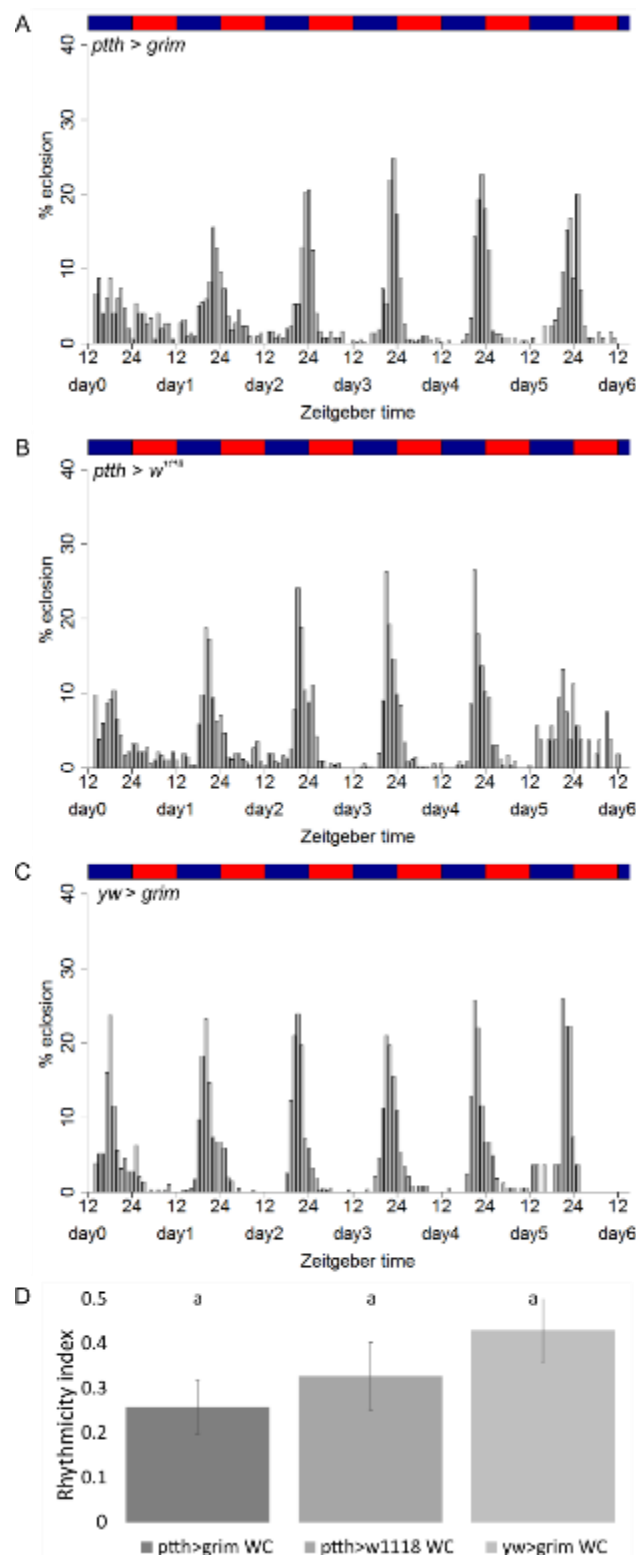 A
ptth > grim
40
30
20
10
0
% eclosion
12 24 12 24 12 24 12 24 12 24 12 24 12
day0 day1 day2 day3 day4 day5 day6
Zeitgeber time
B
ptth > w¹¹¹⁸
40
30
20
10
0
% eclosion
12 24 12 24 12 24 12 24 12 24 12 24 12
day0 day1 day2 day3 day4 day5 day6
Zeitgeber time
C
yw > grim
40
30
20
10
0
% eclosion
12 24 12 24 12 24 12 24 12 24 12 24 12
day0 day1 day2 day3 day4 day5 day6
Zeitgeber time
D
a a a
0.5
0.4
0.3
0.2
0.1
0
Rhythmicity index
ptth>grim WC ptth>w1118 WC yw>grim WC